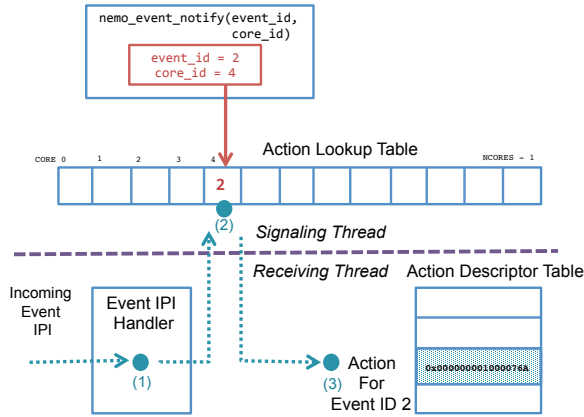 nemo_event_notify(event_id,
core_id)
event_id = 2
core_id = 4
Action Lookup Table
CORE 0 1 2 3 4 NCORES - 1
2
(2)
Signaling Thread
Receiving Thread
Action Descriptor Table
Incoming
Event
IPI
Event IPI
Handler
(1)
(3)
Action
For
Event ID 2
0x000000001000076A